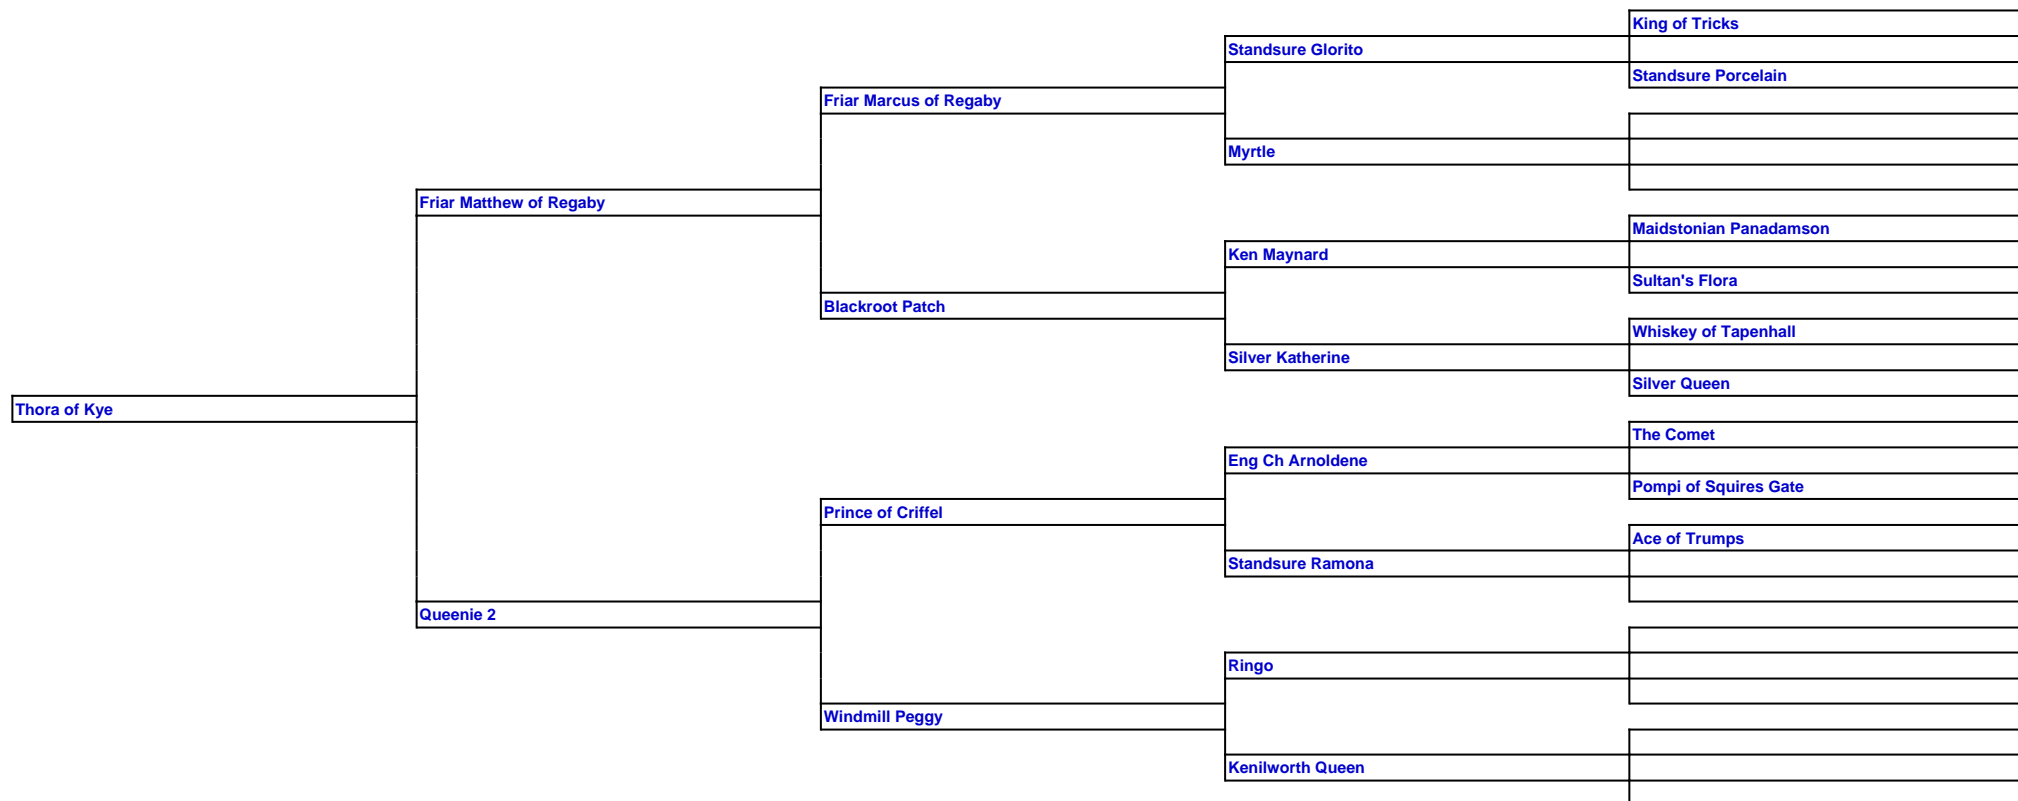 King of Tricks
Standsure Glorito
Standsure Porcelain
Friar Marcus of Regaby
Myrtle
Friar Matthew of Regaby
Maidstonian Panadamson
Ken Maynard
Sultan's Flora
Blackroot Patch
Whiskey of Tapenhall
Silver Katherine
Silver Queen
Thora of Kye
The Comet
Eng Ch Arnoldene
Pompi of Squires Gate
Prince of Criffel
Ace of Trumps
Standsure Ramona
Queenie 2
Ringo
Windmill Peggy
Kenilworth Queen